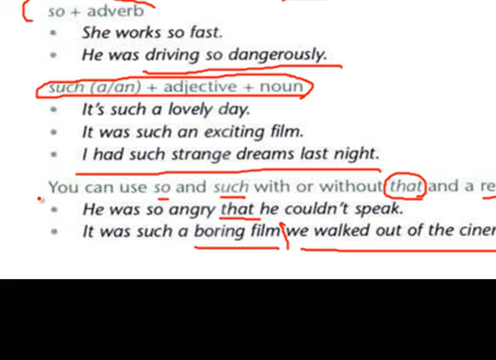 so + adverb
• She works so fast.
• He was driving so dangerously.
such (a/an) + adjective + noun
• It's such a lovely day.
• It was such an exciting film.
• I had such strange dreams last night.
You can use so and such with or without that and a re
• He was so angry that he couldn't speak.
• It was such a boring film we walked out of the ciner